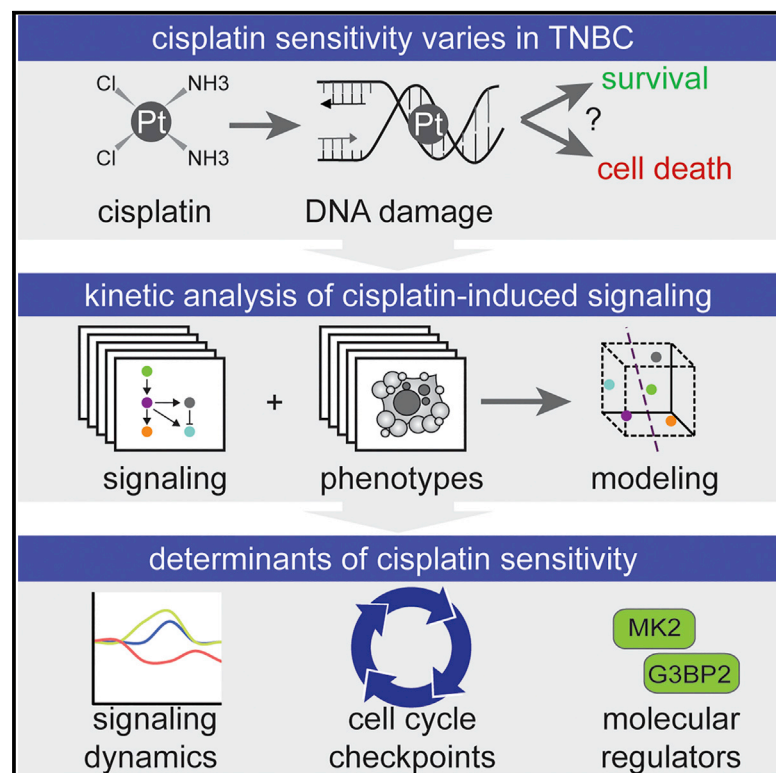 cisplatin sensitivity varies in TNBC
Cl NH3
Pt
Cl NH3
Pt
survival
?
cell death
cisplatin DNA damage
kinetic analysis of cisplatin-induced signaling
+
signaling phenotypes modeling
determinants of cisplatin sensitivity
MK2
G3BP2
signaling dynamics
cell cycle checkpoints
molecular regulators